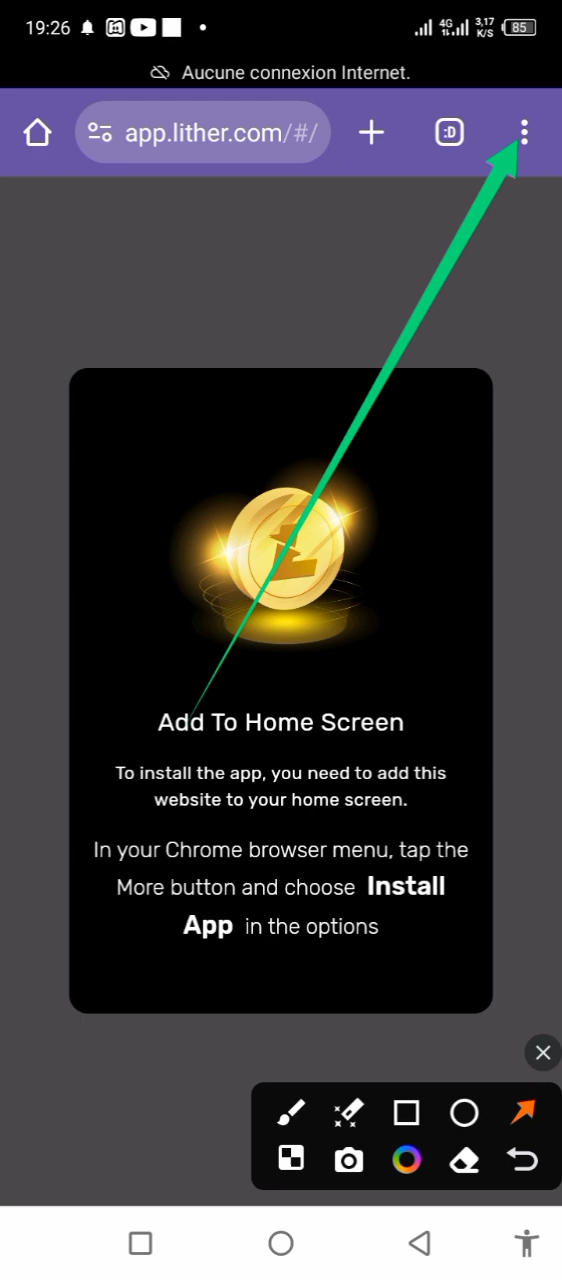 19:26 4G 3,17 K/S 85
Aucune connexion Internet.
app.lither.com/#/ :D
Add To Home Screen
To install the app, you need to add this
website to your home screen.
In your Chrome browser menu, tap the
More button and choose Install
App in the options